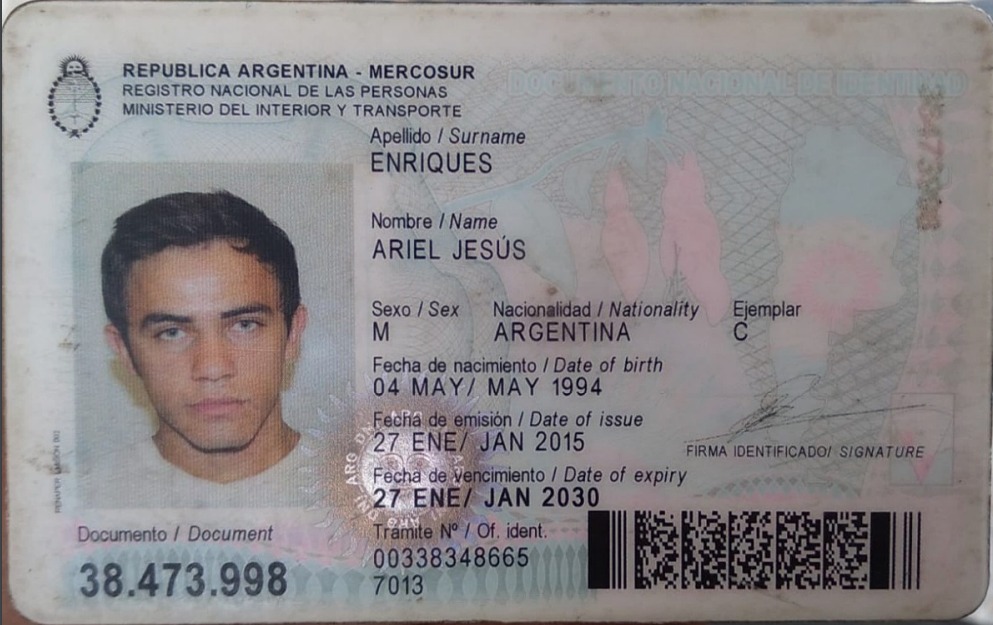 DOCUMENTO NACIONAL DE IDENTIDAD
REPUBLICA ARGENTINA - MERCOSUR
REGISTRO NACIONAL DE LAS PERSONAS
MINISTERIO DEL INTERIOR Y TRANSPORTE
Apellido / Surname
ENRIQUES
Nombre / Name
ARIEL JESÚS
Sexo / Sex Nacionalidad / Nationality Ejemplar
M ARGENTINA C
Fecha de nacimiento / Date of birth
04 MAY/ MAY 1994
Fecha de emisión / Date of issue
27 ENE/ JAN 2015
FIRMA IDENTIFICADO/ SIGNATURE
Fecha de vencimiento / Date of expiry
27 ENE/ JAN 2030
Documento / Document
38.473.998
Tramite Nº / Of. ident.
00338348665
7013